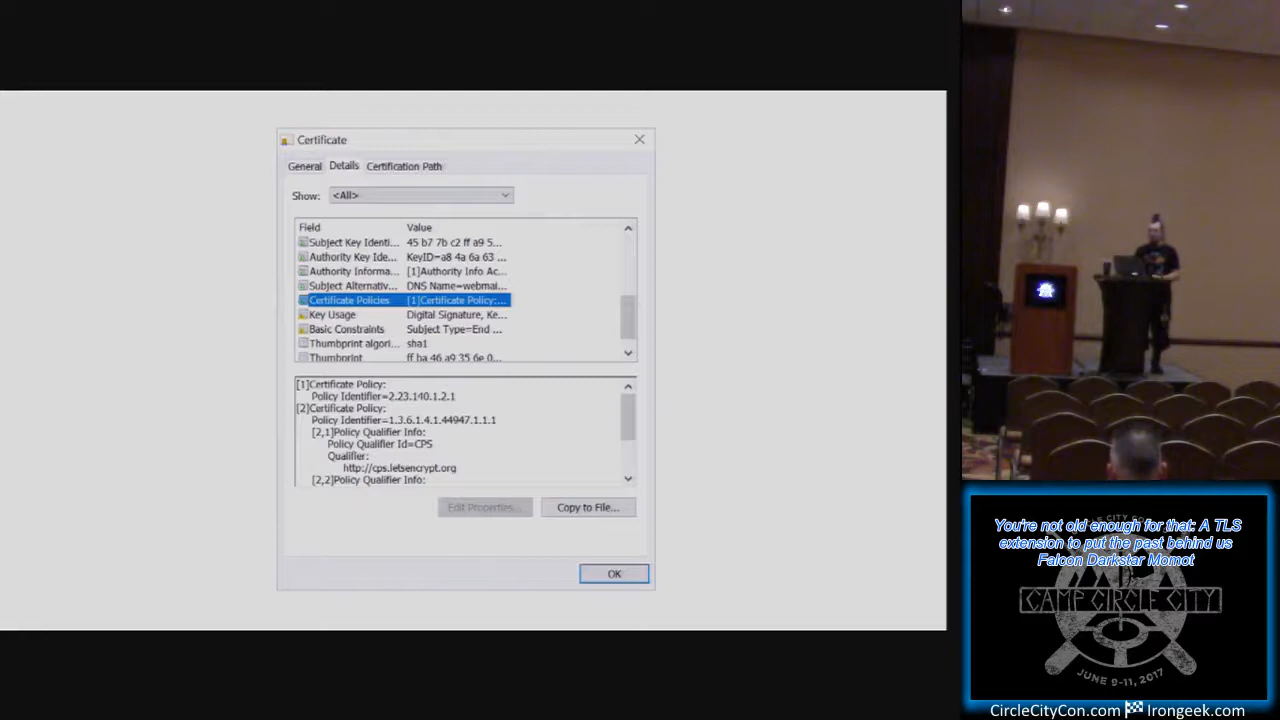 Certificate
General Details Certification Path
Show: <All>
Field Value
Subject Key Identi... 45 b7 7b c2 ff a9 5...
Authority Key Ide... KeyID=a8 4a 6a 63 ...
Authority Informa... [1]Authority Info Ac...
Subject Alternativ... DNS Name=webmai...
Certificate Policies [1]Certificate Policy:...
Key Usage Digital Signature, Ke...
Basic Constraints Subject Type=End ...
Thumbprint algori... sha1
Thumbprint ff ba 46 a9 35 6e 0...
[1]Certificate Policy:
Policy Identifier=2.23.140.1.2.1
[2]Certificate Policy:
Policy Identifier=1.3.6.1.4.1.44947.1.1.1
[2,1]Policy Qualifier Info:
Policy Qualifier Id=CPS
Qualifier:
http://cps.letsencrypt.org
[2,2]Policy Qualifier Info:
Edit Properties... Copy to File...
OK
You're not old enough for that: A TLS
extension to put the past behind us
Falcon Darkstar Momot
CAMP CIRCLE CITY
JUNE 9-11, 2017
CircleCityCon.com Irongeek.com